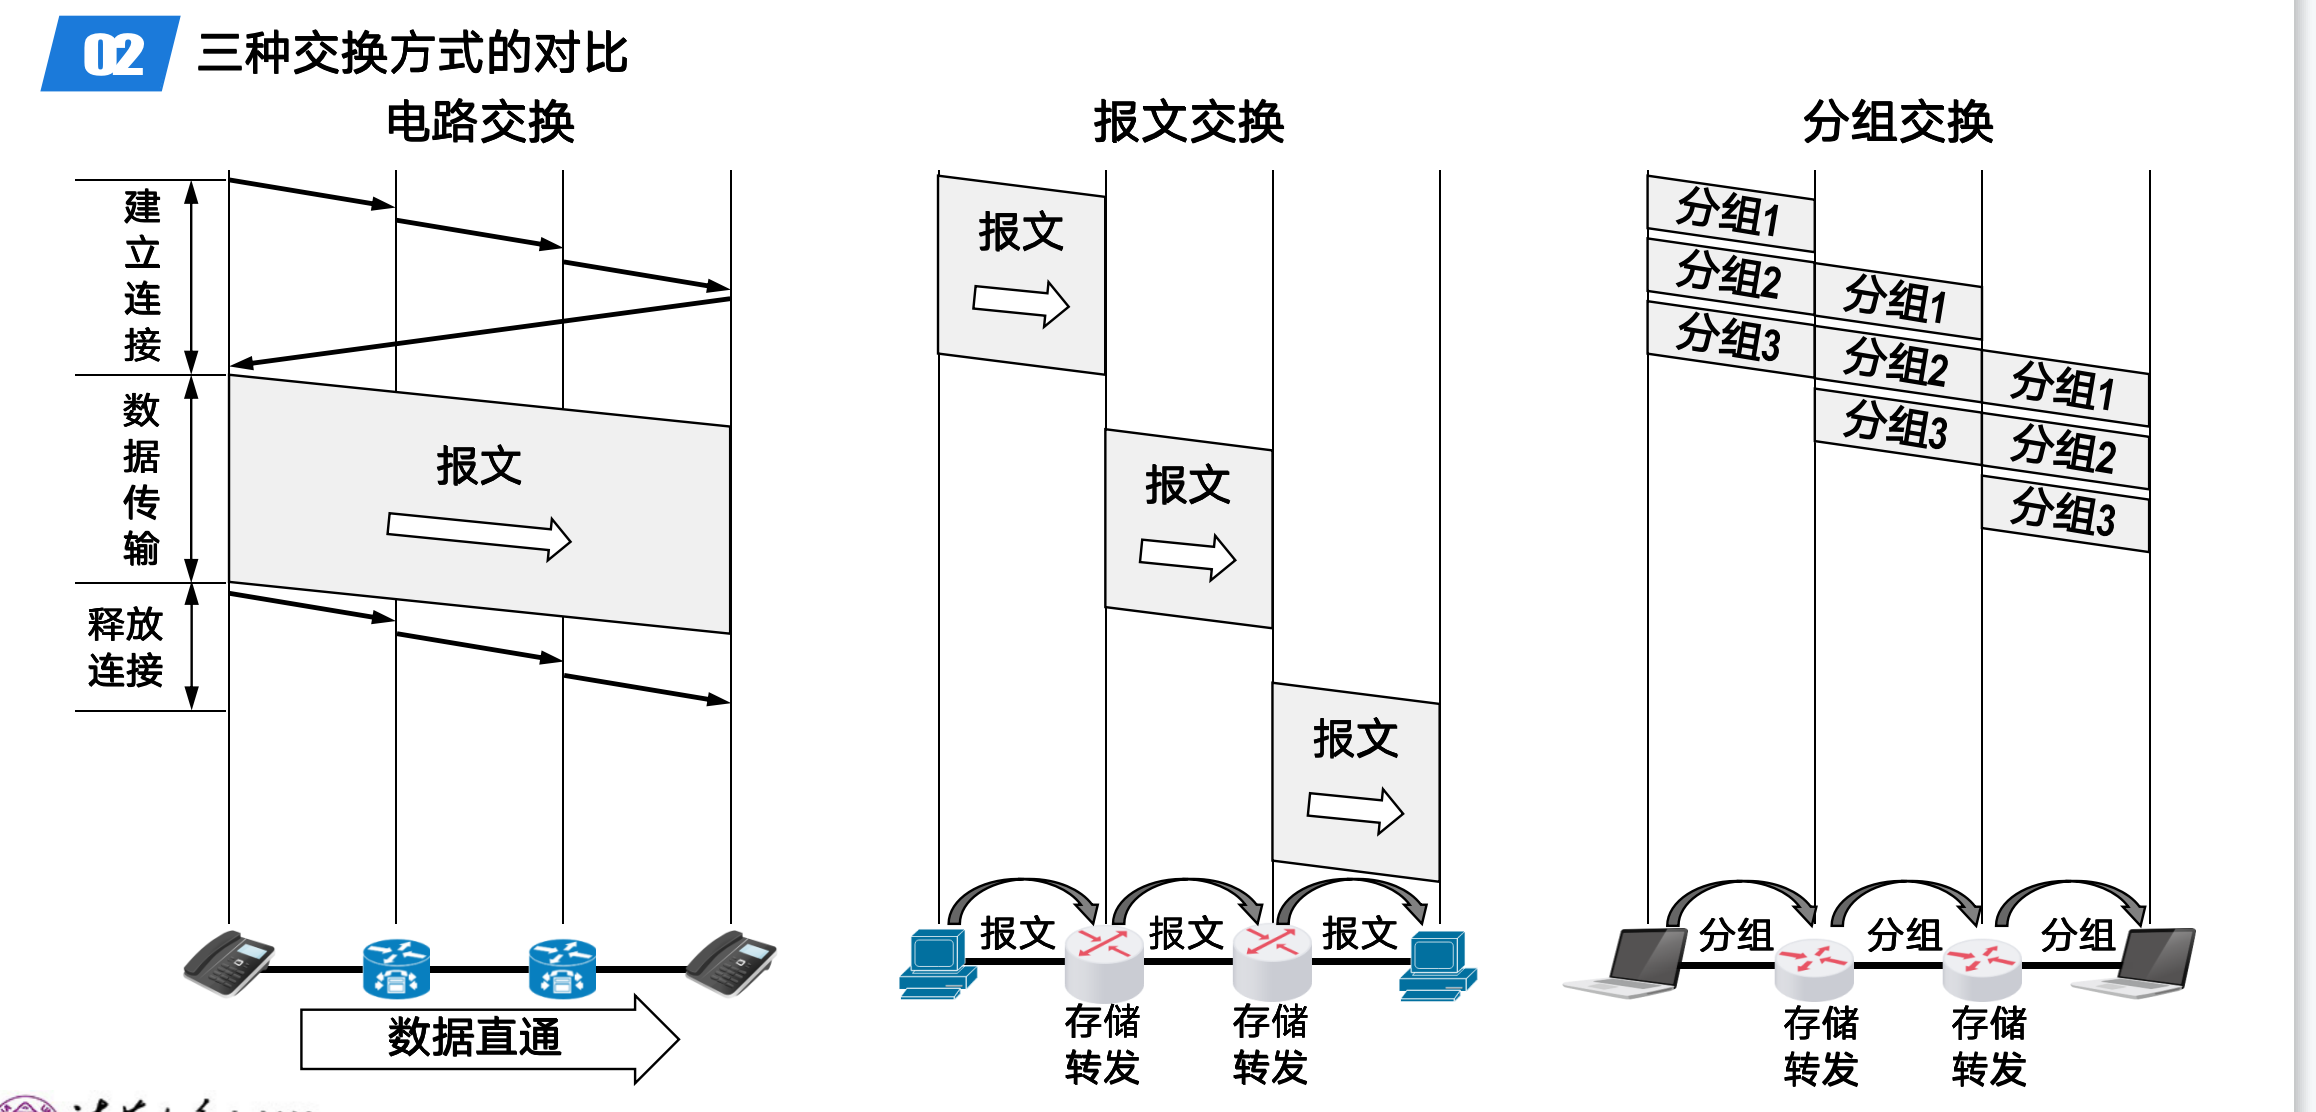 02 三种交换方式的对比
电路交换
建立连接
数据传输
释放
连接
报文
数据直通
报文交换
报文
报文
报文
报文
报文
报文
存储
转发
存储
转发
分组交换
分组1
分组2
分组1
分组3
分组2
分组1
分组3
分组2
分组3
分组
分组
分组
存储
转发
存储
转发